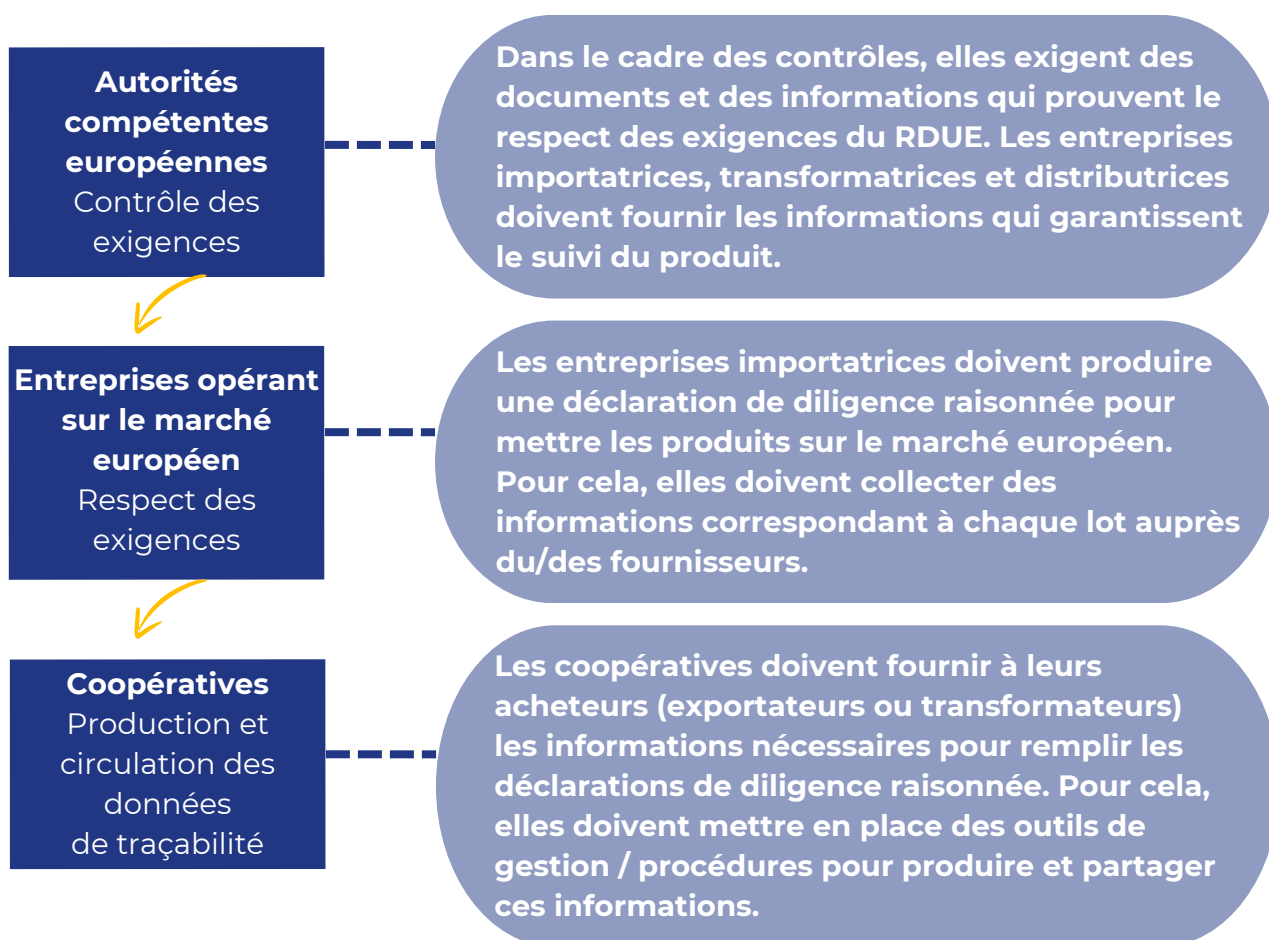 Autorités
compétentes
européennes
Contrôle des
exigences
Dans le cadre des contrôles, elles exigent des
documents et des informations qui prouvent le
respect des exigences du RDUE. Les entreprises
importatrices, transformatrices et distributrices
doivent fournir les informations qui garantissent
le suivi du produit.
Entreprises opérant
sur le marché
européen
Respect des
exigences
Les entreprises importatrices doivent produire
une déclaration de diligence raisonnée pour
mettre les produits sur le marché européen.
Pour cela, elles doivent collecter des
informations correspondant à chaque lot auprès
du/des fournisseurs.
Coopératives
Production et
circulation des
données
de traçabilité
Les coopératives doivent fournir à leurs
acheteurs (exportateurs ou transformateurs)
les informations nécessaires pour remplir les
déclarations de diligence raisonnée. Pour cela,
elles doivent mettre en place des outils de
gestion / procédures pour produire et partager
ces informations.